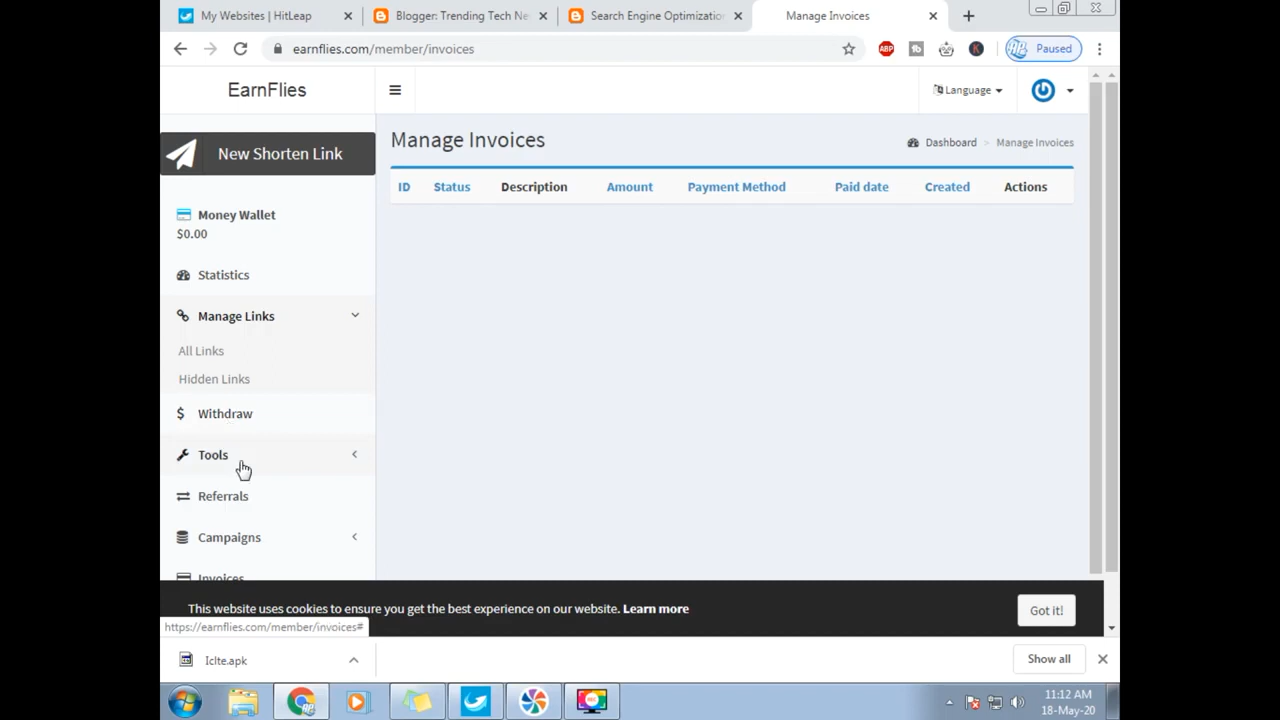 My Websites | HitLeap
Blogger: Trending Tech Ne
Search Engine Optimization
Manage Invoices
earnflies.com/member/invoices
ABP
Paused
EarnFlies
Language
New Shorten Link
Manage Invoices
Dashboard > Manage Invoices
ID Status Description Amount Payment Method Paid date Created Actions
Money Wallet
$0.00
Statistics
Manage Links
All Links
Hidden Links
$ Withdraw
Tools
Referrals
Campaigns
Invoices
This website uses cookies to ensure you get the best experience on our website. Learn more
Got it!
https://earnflies.com/member/invoices#
Iclte.apk
Show all
11:12 AM
18-May-20